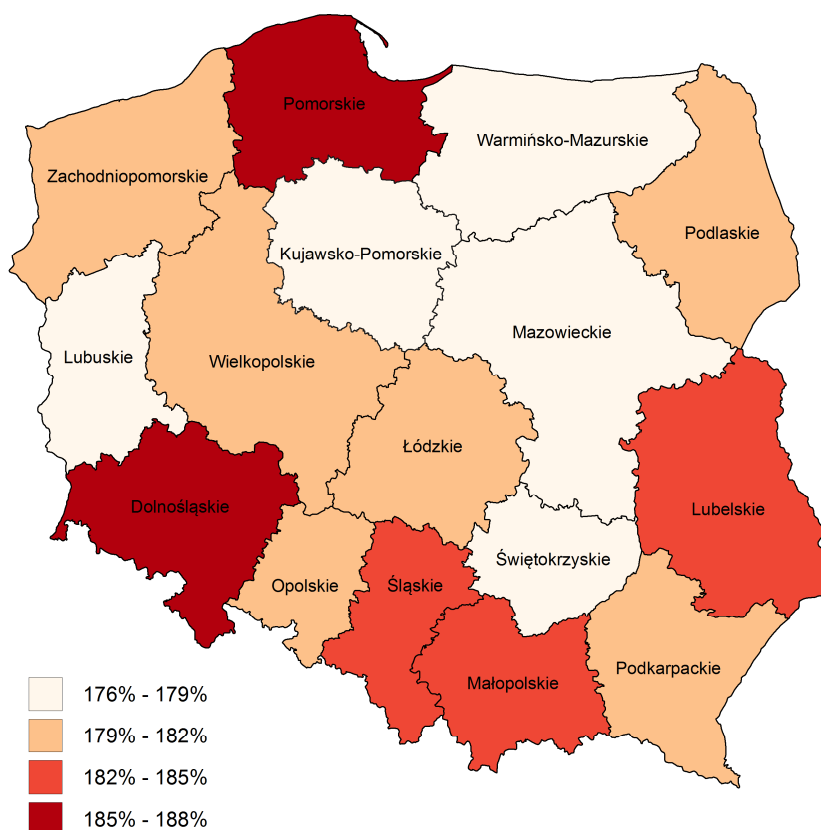 Pomorskie
Warmińsko-Mazurskie
Zachodniopomorskie
Podlaskie
Kujawsko-Pomorskie
Mazowieckie
Lubuskie
Wielkopolskie
Łódzkie
Dolnośląskie
Lubelskie
Świętokrzyskie
Opolskie
Śląskie
Podkarpackie
Małopolskie
176% - 179%
179% - 182%
182% - 185%
185% - 188%